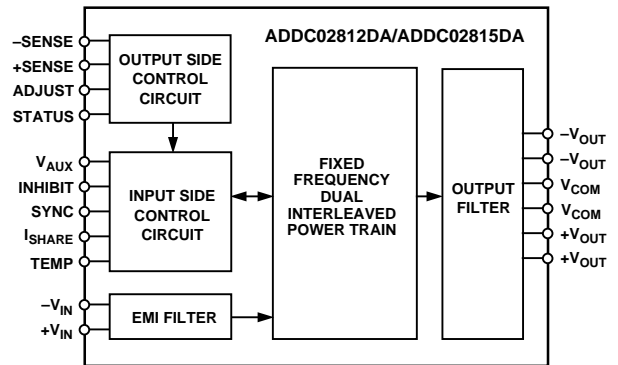 ADDC02812DA/ADDC02815DA
–SENSE
+SENSE
ADJUST
STATUS
OUTPUT SIDE
CONTROL
CIRCUIT
VAUX
INHIBIT
SYNC
ISHARE
TEMP
INPUT SIDE
CONTROL
CIRCUIT
–VIN
+VIN
EMI FILTER
FIXED
FREQUENCY
DUAL
INTERLEAVED
POWER TRAIN
OUTPUT
FILTER
–VOUT
–VOUT
VCOM
VCOM
+VOUT
+VOUT